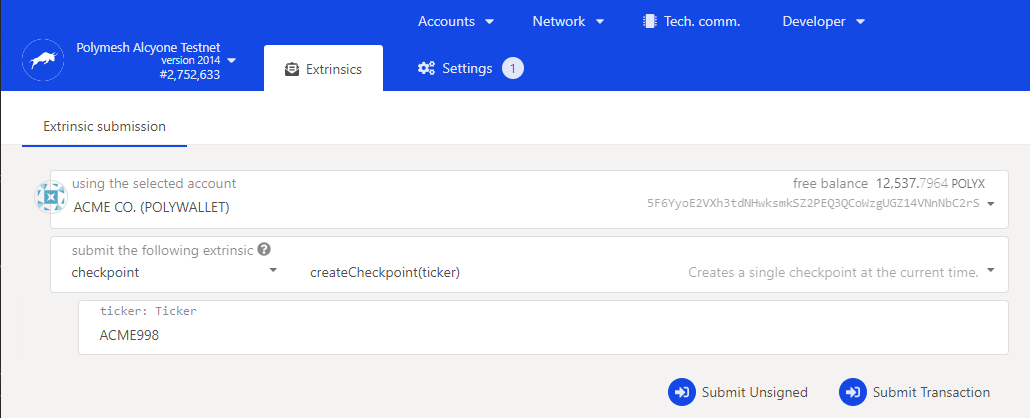 Accounts
Network
Tech. comm.
Developer
Polymesh Alcyone Testnet
version 2014
#2,752,633
Extrinsics
Settings 1
Extrinsic submission
using the selected account
free balance 12,537.7964 POLYX
ACME CO. (POLYWALLET)
5F6YyoE2VXh3tdNHwksmkSZ2PEQ3QCoWzgUGZ14VNnNbC2rS
submit the following extrinsic ?
checkpoint
createCheckpoint(ticker)
Creates a single checkpoint at the current time.
ticker: Ticker
ACME998
Submit Unsigned
Submit Transaction